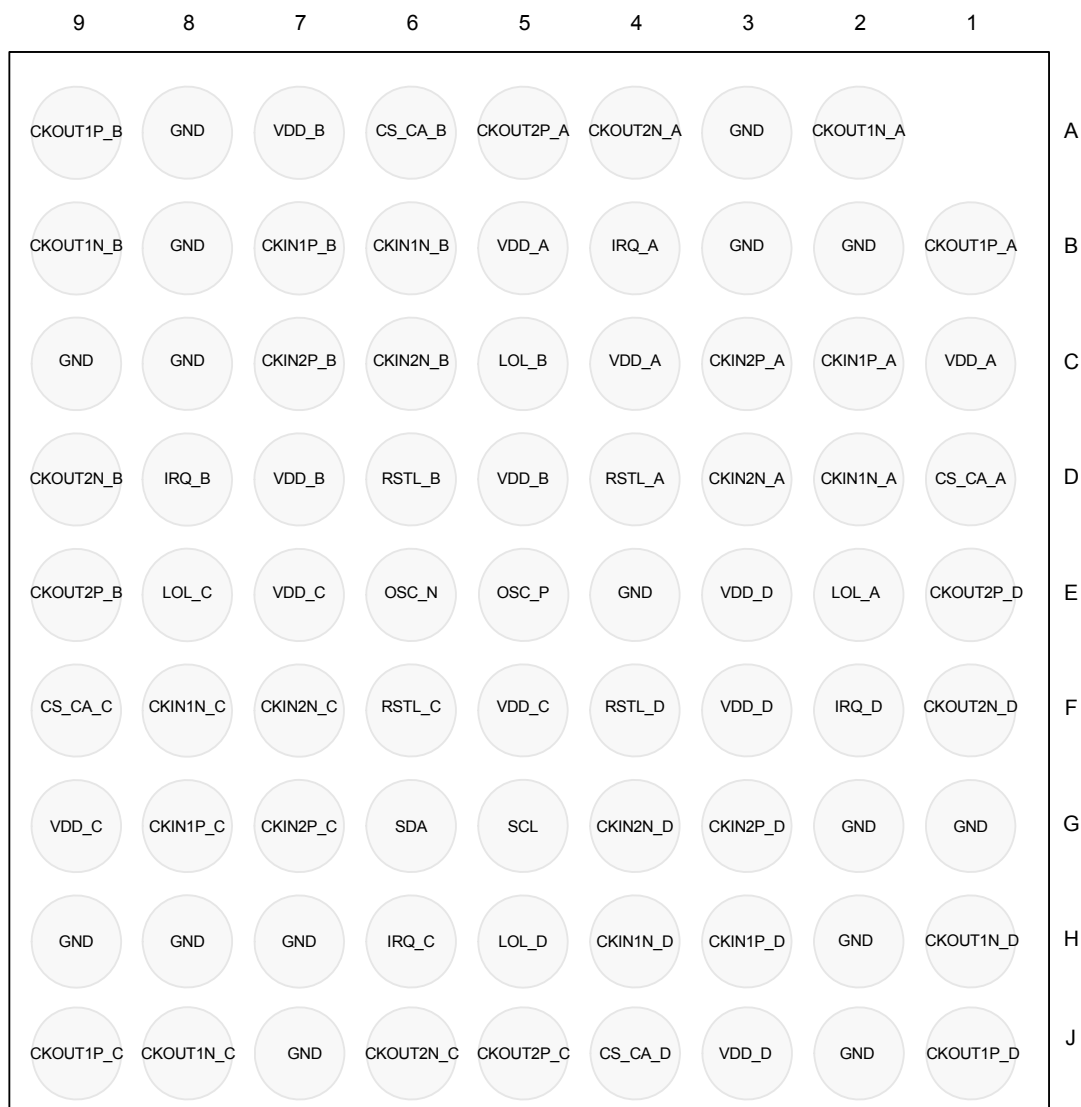 9 8 7 6 5 4 3 2 1
CKOUT1P_B GND VDD_B CS_CA_B CKOUT2P_A CKOUT2N_A GND CKOUT1N_A A
CKOUT1N_B GND CKIN1P_B CKIN1N_B VDD_A IRQ_A GND GND CKOUT1P_A B
GND GND CKIN2P_B CKIN2N_B LOL_B VDD_A CKIN2P_A CKIN1P_A VDD_A C
CKOUT2N_B IRQ_B VDD_B RSTL_B VDD_B RSTL_A CKIN2N_A CKIN1N_A CS_CA_A D
CKOUT2P_B LOL_C VDD_C OSC_N OSC_P GND VDD_D LOL_A CKOUT2P_D E
CS_CA_C CKIN1N_C CKIN2N_C RSTL_C VDD_C RSTL_D VDD_D IRQ_D CKOUT2N_D F
VDD_C CKIN1P_C CKIN2P_C SDA SCL CKIN2N_D CKIN2P_D GND GND G
GND GND GND IRQ_C LOL_D CKIN1N_D CKIN1P_D GND CKOUT1N_D H
CKOUT1P_C CKOUT1N_C GND CKOUT2N_C CKOUT2P_C CS_CA_D VDD_D GND CKOUT1P_D J